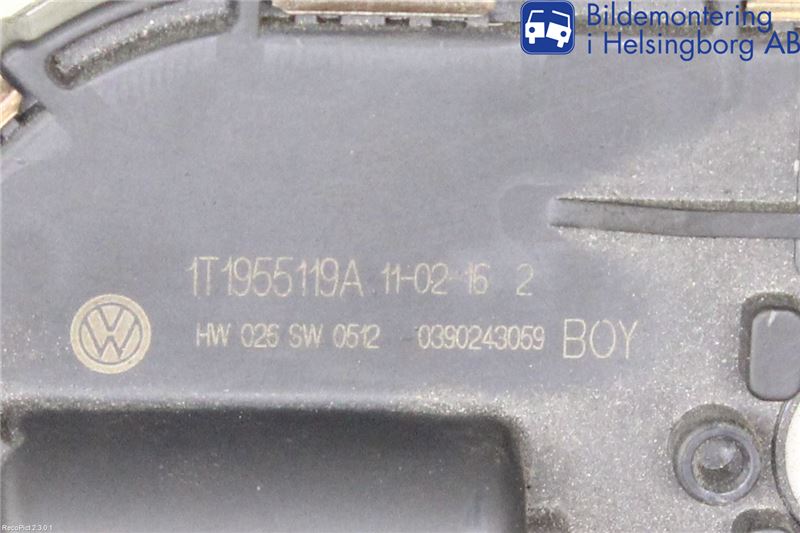 Bildemontering
i Helsingborg AB
1T1955119A 11-02-16 2
HW 026 SW 0512 0390243059 BOY
RecoPict 2.3.0.1